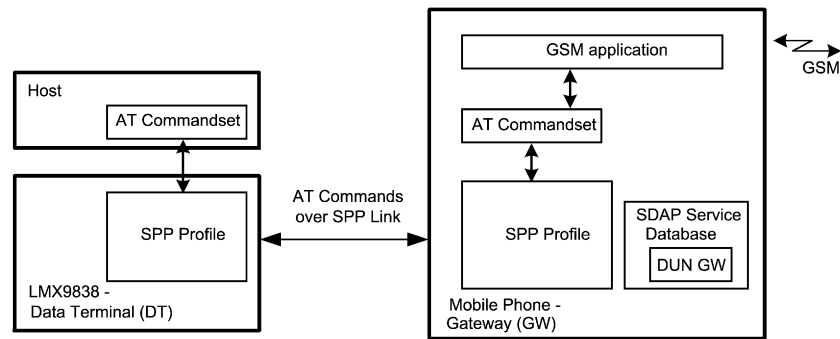 Host
AT Commandset
SPP Profile
LMX9838 -
Data Terminal (DT)
AT Commands
over SPP Link
GSM application
AT Commandset
SPP Profile
SDAP Service
Database
DUN GW
Mobile Phone -
Gateway (GW)
GSM